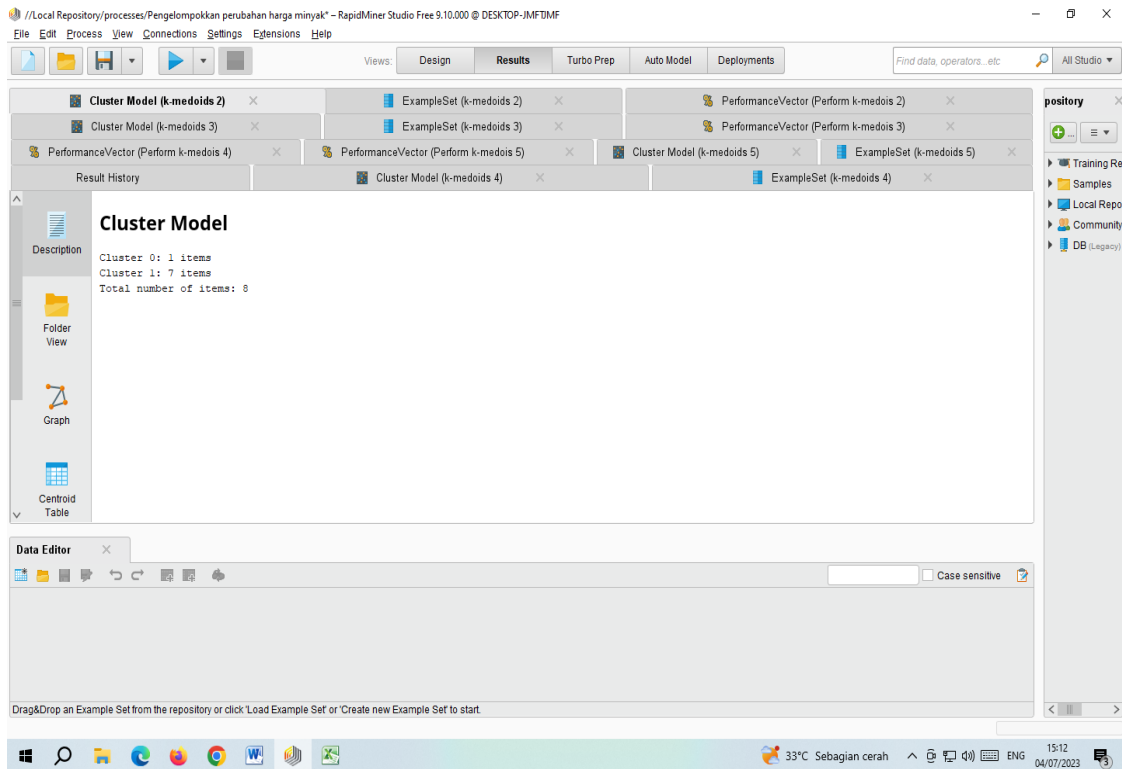 //Local Repository/processes/Pengelompokkan perubahan harga minyak* – RapidMiner Studio Free 9.10.000 @ DESKTOP-JMFTJMF
File Edit Process View Connections Settings Extensions Help
Views: Design Results Turbo Prep Auto Model Deployments Find data, operators...etc All Studio
Cluster Model (k-medoids 2) ExampleSet (k-medoids 2) PerformanceVector (Perform k-medois 2) pository
Cluster Model (k-medoids 3) ExampleSet (k-medoids 3) PerformanceVector (Perform k-medois 3)
PerformanceVector (Perform k-medois 4) PerformanceVector (Perform k-medois 5) Cluster Model (k-medoids 5) ExampleSet (k-medoids 5)
Result History Cluster Model (k-medoids 4) ExampleSet (k-medoids 4)
Training Re
Samples
Local Repo
Community
DB (Legacy)
Description
Folder
View
Graph
Centroid
Table
Cluster Model
Cluster 0: 1 items
Cluster 1: 7 items
Total number of items: 8
Data Editor
Case sensitive
Drag&Drop an Example Set from the repository or click 'Load Example Set' or 'Create new Example Set' to start.
33°C Sebagian cerah ENG 15:12
04/07/2023 3